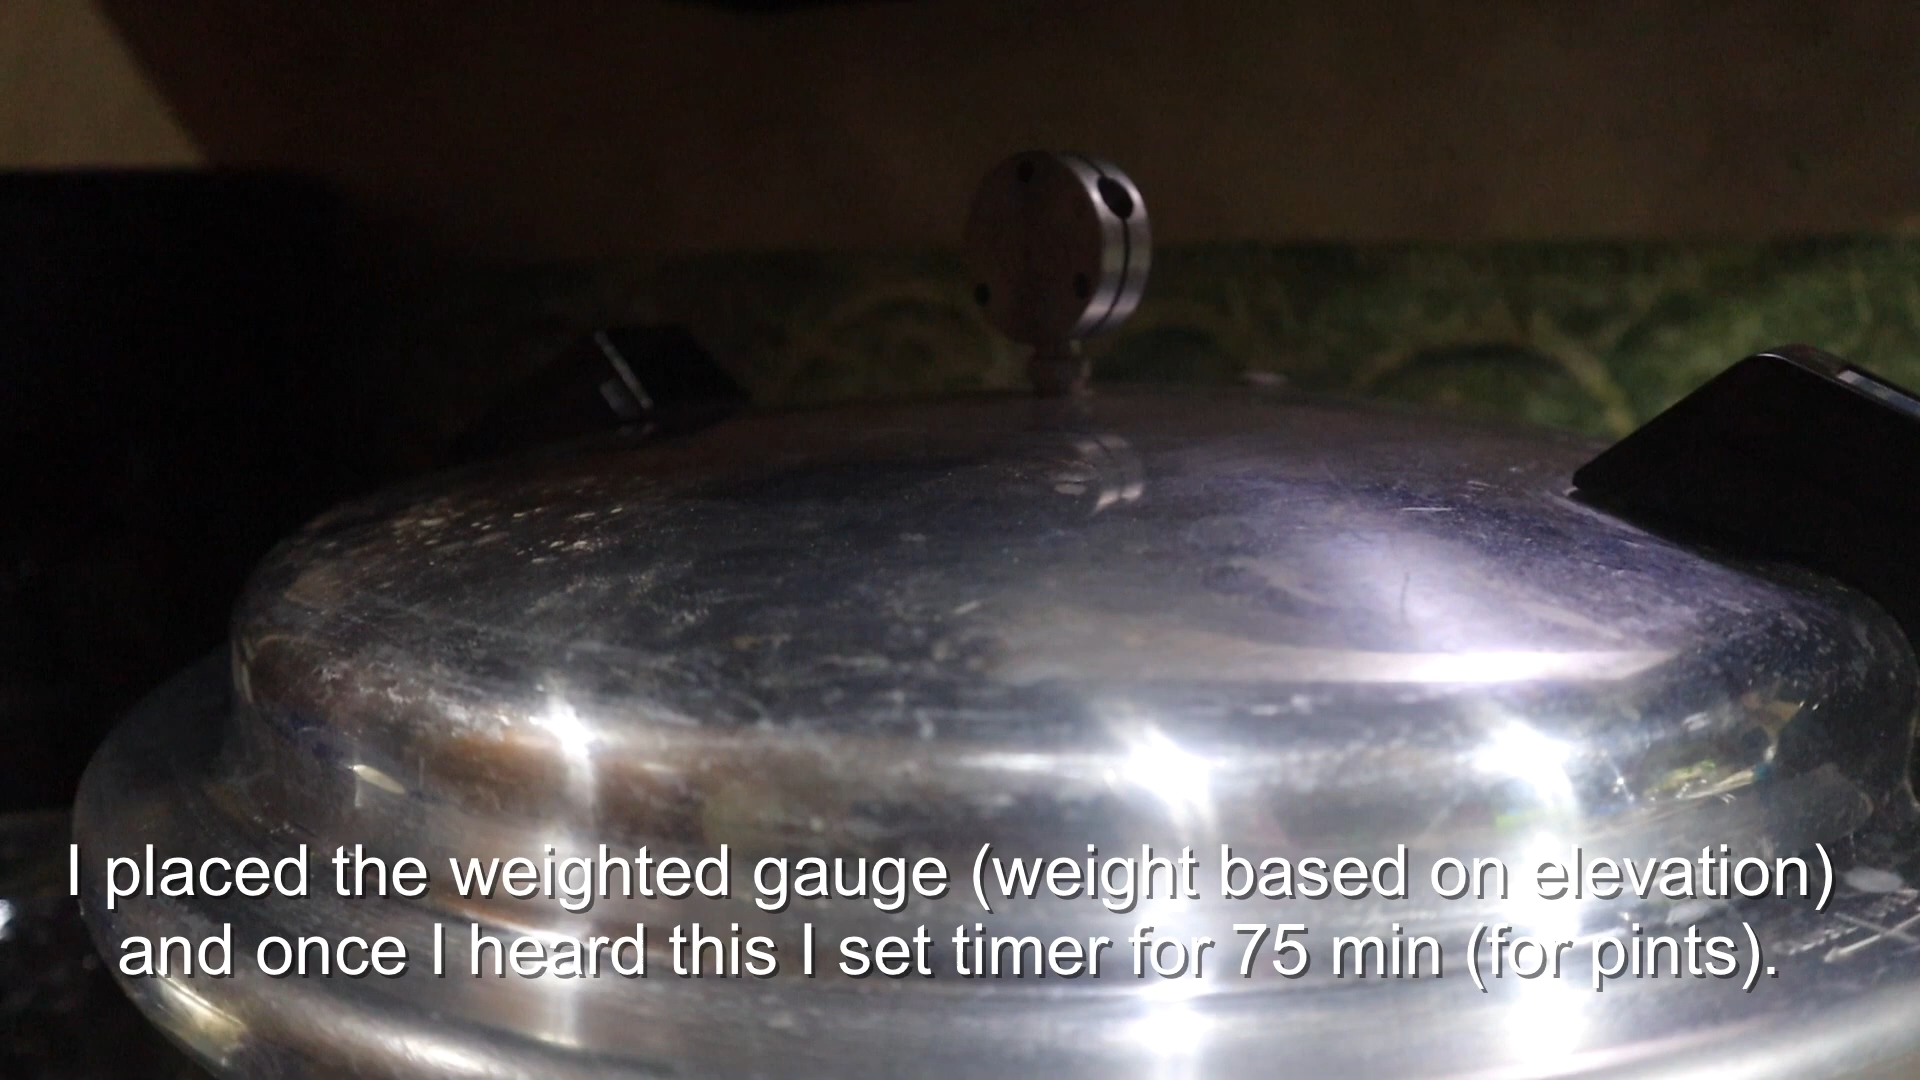 I placed the weighted gauge (weight based on elevation)
and once I heard this I set timer for 75 min (for pints).